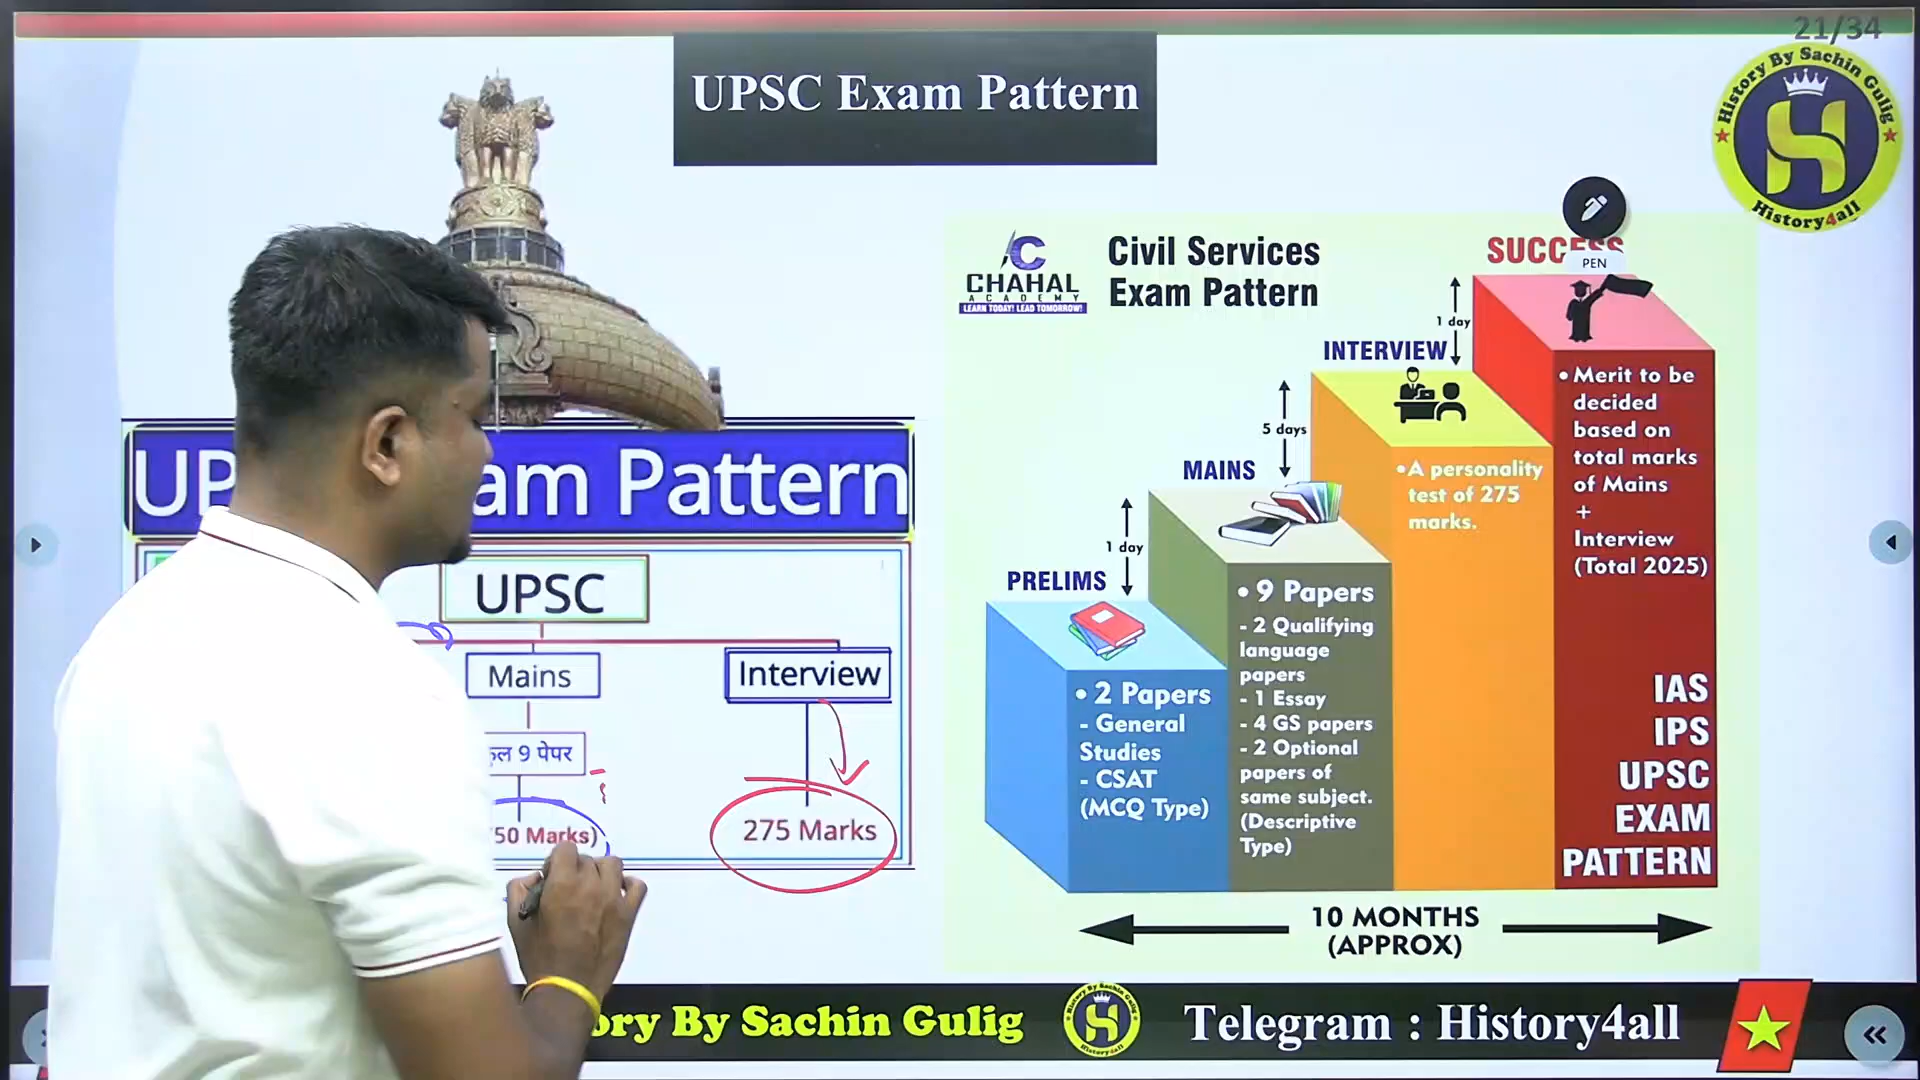 21/34
UPSC Exam Pattern
History By Sachin Gulig
History4all
PEN
CHAHAL
ACADEMY
LEARN TODAY! LEAD TOMORROW!
Civil Services
Exam Pattern
SUCCESS
1 day
INTERVIEW
5 days
MAINS
1 day
PRELIMS
• 2 Papers
- General
Studies
- CSAT
(MCQ Type)
• 9 Papers
- 2 Qualifying
language
papers
- 1 Essay
- 4 GS papers
- 2 Optional
papers of
same subject.
(Descriptive
Type)
• A personality
test of 275
marks.
• Merit to be
decided
based on
total marks
of Mains
+
Interview
(Total 2025)
IAS
IPS
UPSC
EXAM
PATTERN
10 MONTHS
(APPROX)
Pattern
UPSC
Mains
Interview
9 पेपर
50 Marks)
275 Marks
By Sachin Gulig
Telegram : History4all